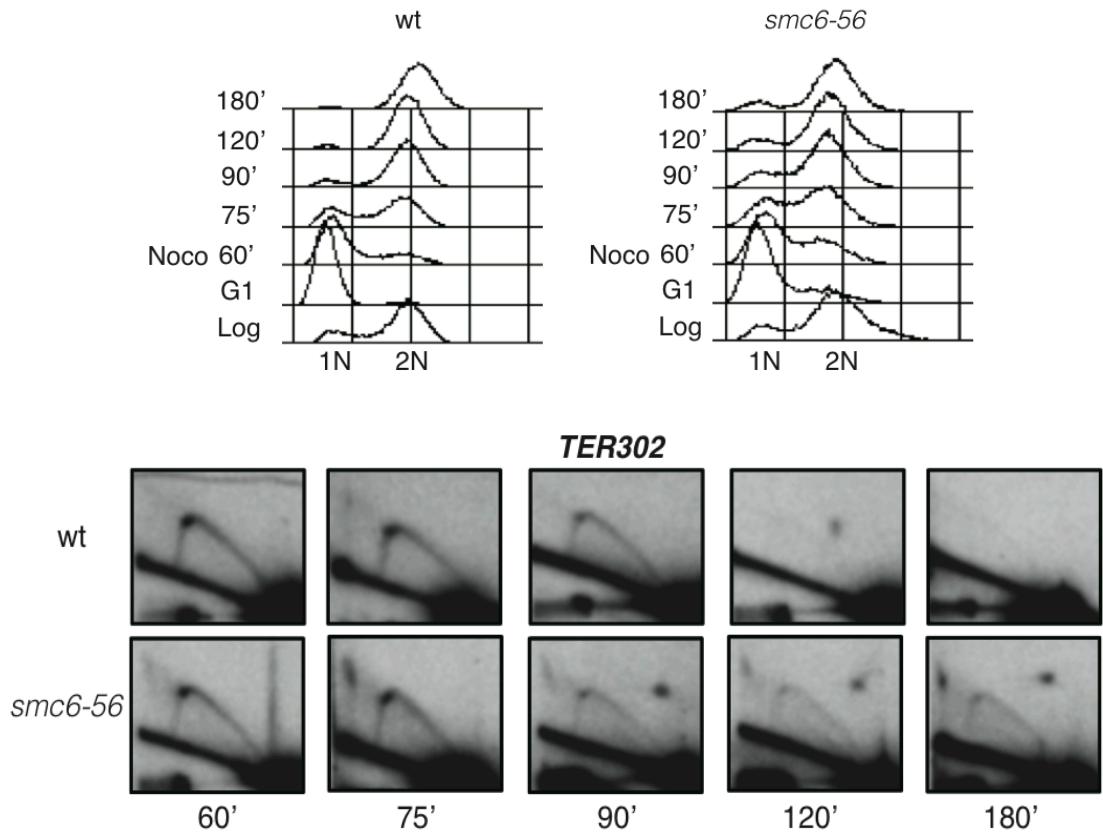 wt
smc6-56
180’
120’
90’
75’
Noco 60’
G1
Log
1N 2N
180’
120’
90’
75’
Noco 60’
G1
Log
1N 2N
TER302
wt
smc6-56
60’ 75’ 90’ 120’ 180’